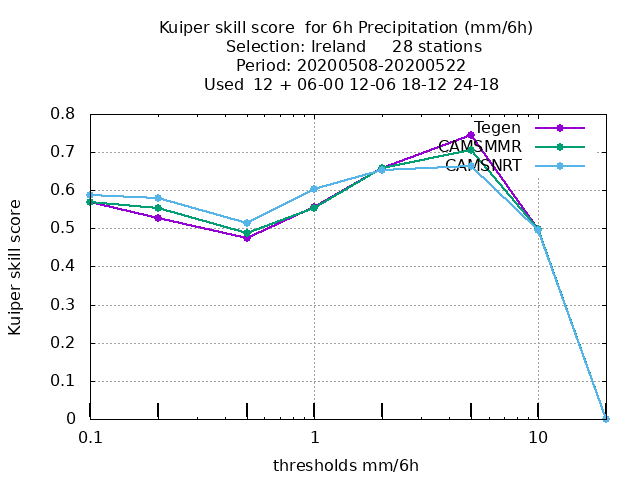 Kuiper skill score  for 6h Precipitation (mm/6h)
Selection: Ireland     28 stations
Period: 20200508-20200522
Used  12 + 06-00 12-06 18-12 24-18
Tegen
CAMSMMR
CAMSNRT
0.8
0.7
0.6
0.5
0.4
0.3
0.2
0.1
0
Kuiper skill score
0.1 1 10
thresholds mm/6h